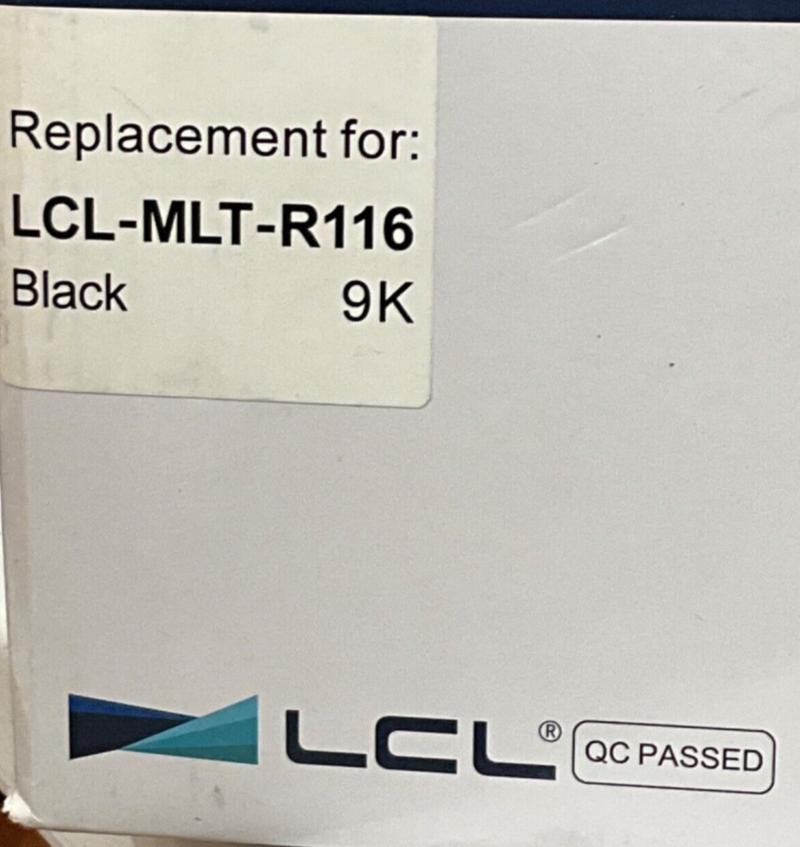 Replacement for:
LCL-MLT-R116
Black 9K
LCL® QC PASSED